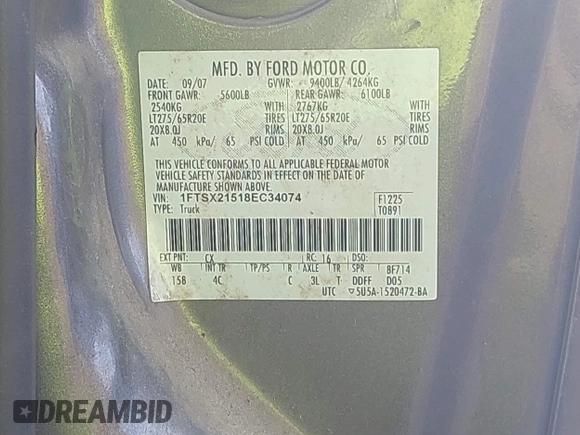 MFD. BY FORD MOTOR CO.
DATE: 09/07 GVWR: 9400LB/ 4264KG
FRONT GAWR: 5600LB REAR GAWR: 6100LB
2540KG WITH 2767KG WITH
LT275/65R20E TIRES LT275/65R20E TIRES
20X8.0J RIMS 20X8.0J RIMS
AT 450 kPa/ 65 PSI COLD AT 450 kPa/ 65 PSI COLD
THIS VEHICLE CONFORMS TO ALL APPLICABLE FEDERAL MOTOR
VEHICLE SAFETY STANDARDS IN EFFECT ON THE DATE OF
MANUFACTURE SHOWN ABOVE.
VIN: 1FTSX21518EC34074 F1225
TYPE: Truck T0891
EXT PNT: CX RC: 16 DSO:
WB INT TR TP/PS R AXLE TR SPR 8F714
158 4C C 3L T DDFF D05
UTC ▽5U5A-1520472-BA
DREAMBID